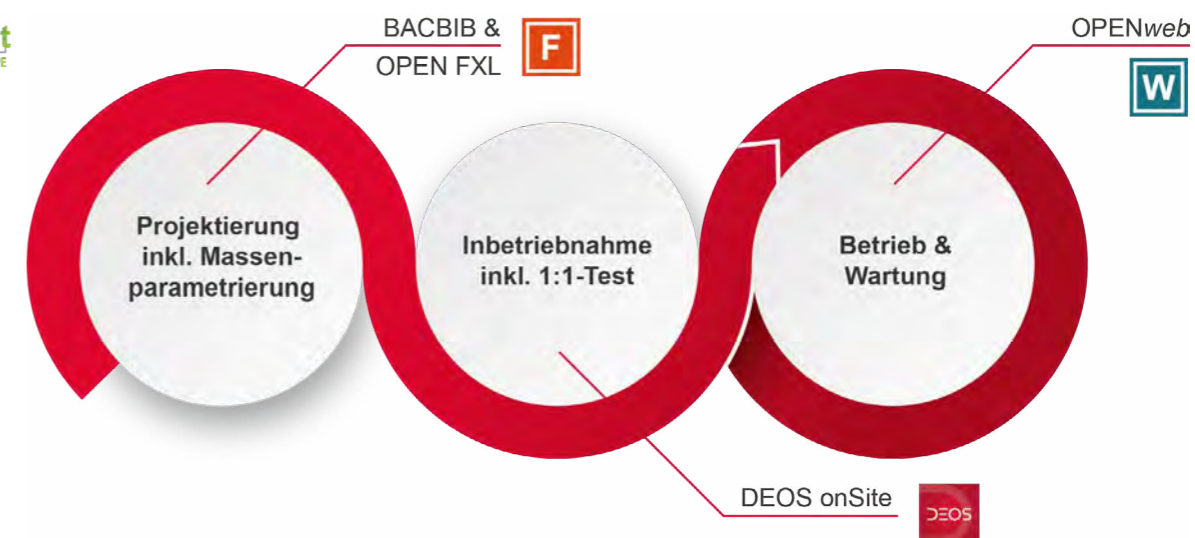 BACBIB &
OPEN FXL
F
OPENweb
W
Projektierung
inkl. Massen-
parametrierung
Inbetriebnahme
inkl. 1:1-Test
Betrieb &
Wartung
DEOS onSite
DEOS